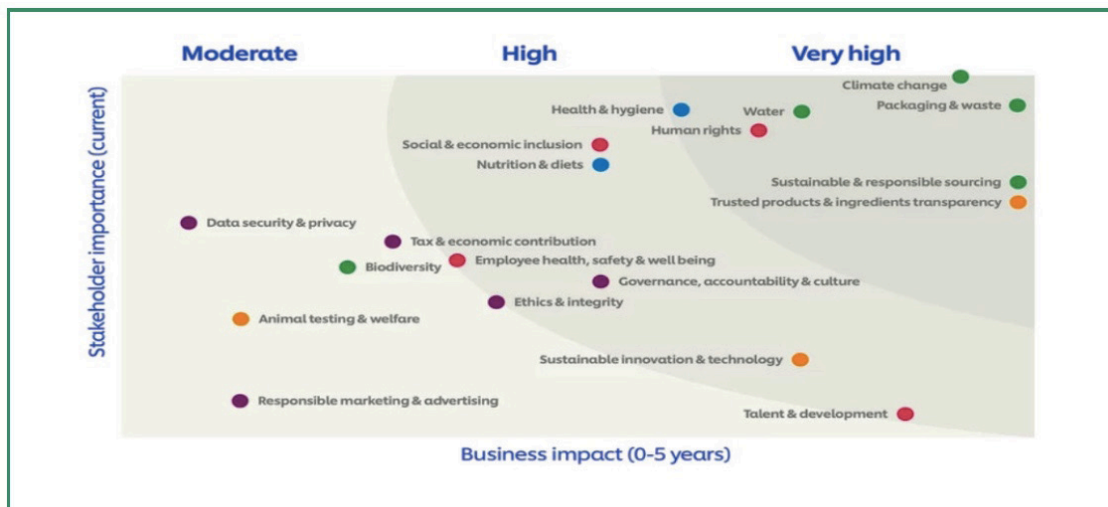 Moderate
High
Very high
Climate change
Health & hygiene
Water
Packaging & waste
Human rights
Social & economic inclusion
Nutrition & diets
Sustainable & responsible sourcing
Trusted products & ingredients transparency
Data security & privacy
Tax & economic contribution
Employee health, safety & well being
Biodiversity
Governance, accountability & culture
Ethics & integrity
Animal testing & welfare
Sustainable innovation & technology
Responsible marketing & advertising
Talent & development
Stakeholder importance (current)
Business impact (0-5 years)